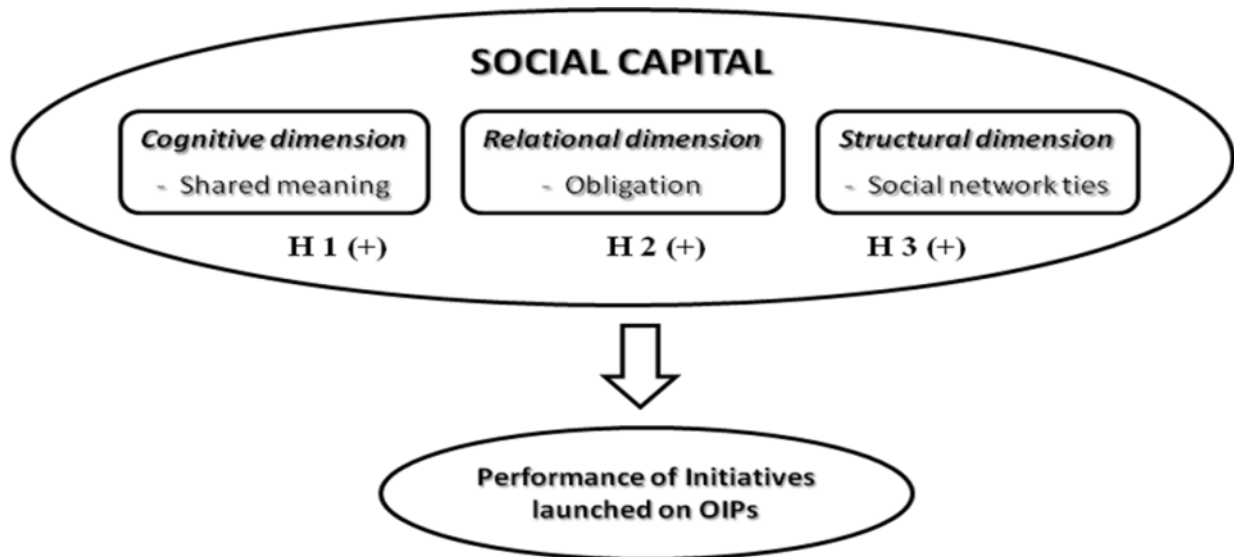 SOCIAL CAPITAL
Cognitive dimension
- Shared meaning
Relational dimension
- Obligation
Structural dimension
- Social network ties
H 1 (+)
H 2 (+)
H 3 (+)
Performance of Initiatives
launched on OIPs